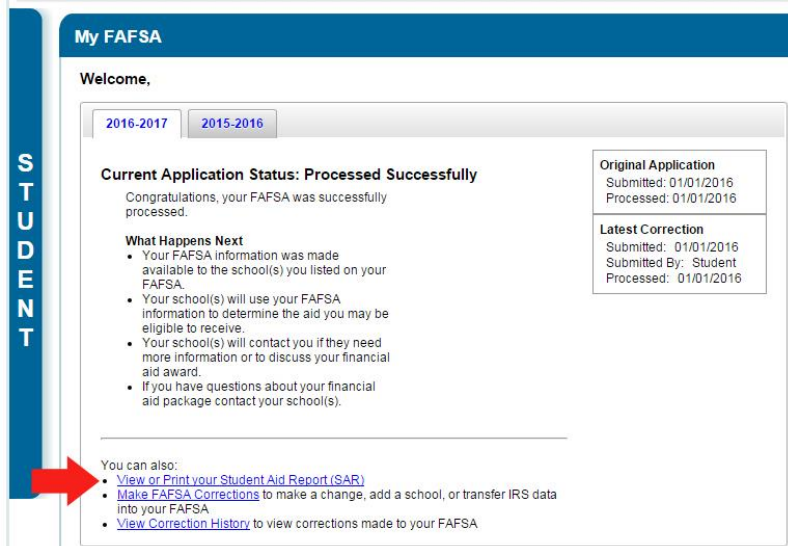 STUDENT
My FAFSA
Welcome,
2016-2017 2015-2016
Current Application Status: Processed Successfully
Congratulations, your FAFSA was successfully
processed.
What Happens Next
• Your FAFSA information was made
available to the school(s) you listed on your
FAFSA.
• Your school(s) will use your FAFSA
information to determine the aid you may be
eligible to receive.
• Your school(s) will contact you if they need
more information or to discuss your financial
aid award.
• If you have questions about your financial
aid package contact your school(s).
Original Application
Submitted: 01/01/2016
Processed: 01/01/2016
Latest Correction
Submitted: 01/01/2016
Submitted By: Student
Processed: 01/01/2016
You can also:
• View or Print your Student Aid Report (SAR)
• Make FAFSA Corrections to make a change, add a school, or transfer IRS data
into your FAFSA
• View Correction History to view corrections made to your FAFSA